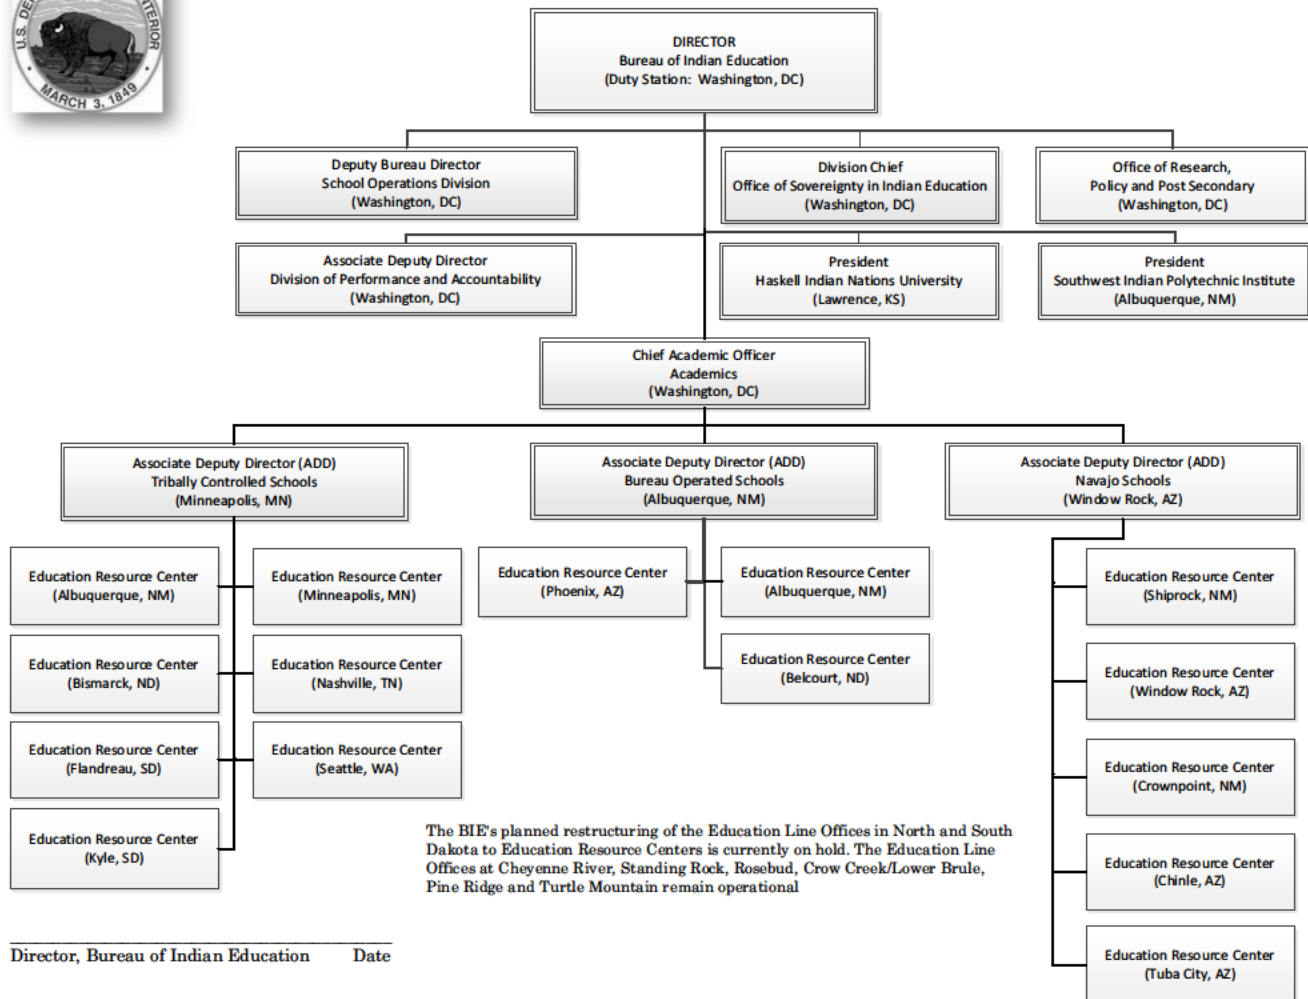 U.S. DE
NTERIOR
MARCH 3, 1849
DIRECTOR
Bureau of Indian Education
(Duty Station: Washington, DC)
Deputy Bureau Director
School Operations Division
(Washington, DC)
Division Chief
Office of Sovereignty in Indian Education
(Washington, DC)
Office of Research,
Policy and Post Secondary
(Washington, DC)
Associate Deputy Director
Division of Performance and Accountability
(Washington, DC)
President
Haskell Indian Nations University
(Lawrence, KS)
President
Southwest Indian Polytechnic Institute
(Albuquerque, NM)
Chief Academic Officer
Academics
(Washington, DC)
Associate Deputy Director (ADD)
Tribally Controlled Schools
(Minneapolis, MN)
Associate Deputy Director (ADD)
Bureau Operated Schools
(Albuquerque, NM)
Associate Deputy Director (ADD)
Navajo Schools
(Window Rock, AZ)
Education Resource Center
(Albuquerque, NM)
Education Resource Center
(Minneapolis, MN)
Education Resource Center
(Bismarck, ND)
Education Resource Center
(Nashville, TN)
Education Resource Center
(Flandreau, SD)
Education Resource Center
(Seattle, WA)
Education Resource Center
(Kyle, SD)
Education Resource Center
(Phoenix, AZ)
Education Resource Center
(Albuquerque, NM)
Education Resource Center
(Belcourt, ND)
Education Resource Center
(Shiprock, NM)
Education Resource Center
(Window Rock, AZ)
Education Resource Center
(Crownpoint, NM)
Education Resource Center
(Chinle, AZ)
Education Resource Center
(Tuba City, AZ)
The BIE's planned restructuring of the Education Line Offices in North and South
Dakota to Education Resource Centers is currently on hold. The Education Line
Offices at Cheyenne River, Standing Rock, Rosebud, Crow Creek/Lower Brule,
Pine Ridge and Turtle Mountain remain operational
Director, Bureau of Indian Education Date